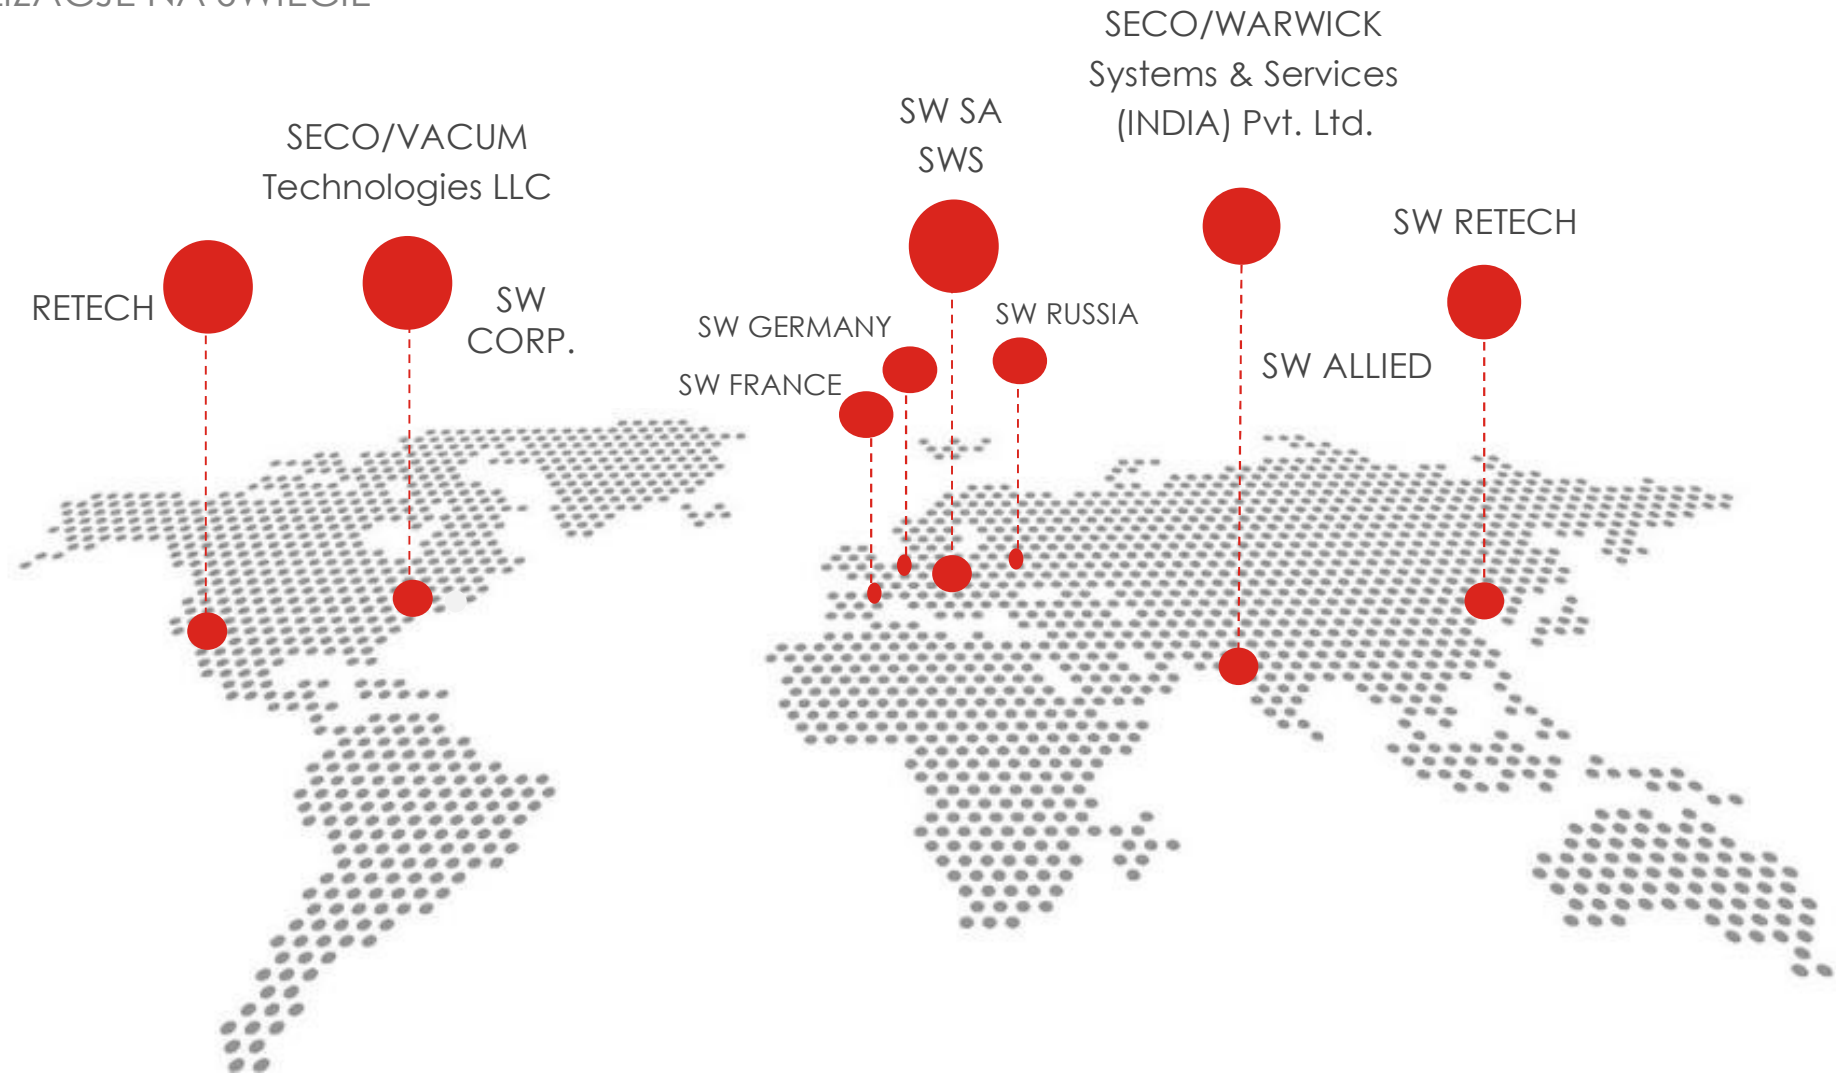 SECO/WARWICK
Systems & Services
(INDIA) Pvt. Ltd.
SW SA
SWS
SECO/VACUM
Technologies LLC
SW RETECH
RETECH
SW
CORP.
SW GERMANY
SW RUSSIA
SW FRANCE
SW ALLIED